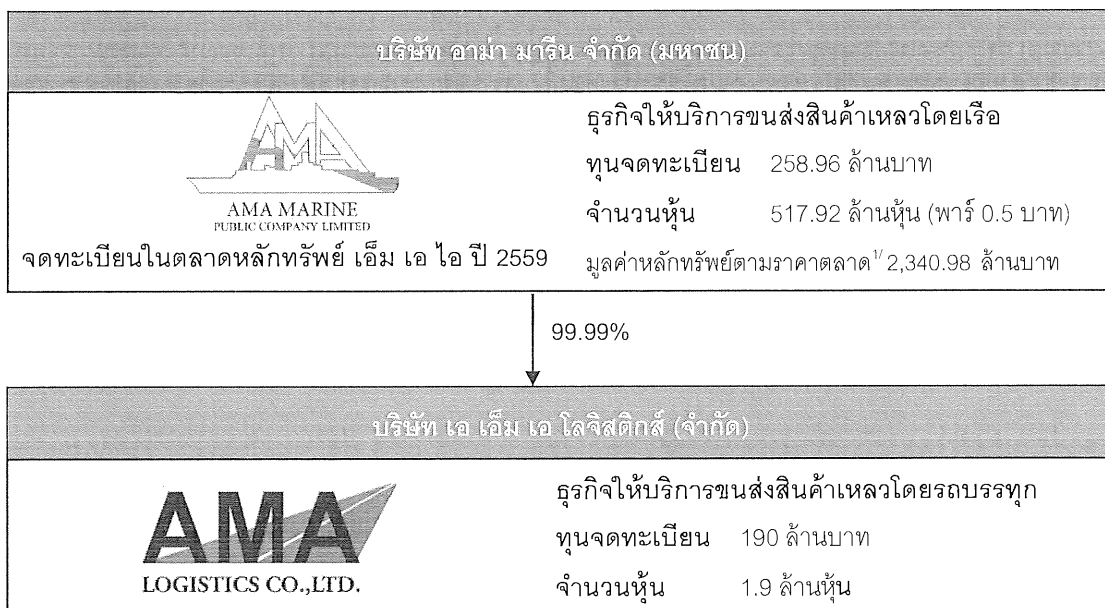 บริษัท อาม่า มารีน จำกัด (มหาชน)
AMA
AMA MARINE
PUBLIC COMPANY LIMITED
จดทะเบียนในตลาดหลักทรัพย์ เอ็ม เอ ไอ ปี 2559
ธุรกิจให้บริการขนส่งสินค้าเหลวโดยเรือ
ทุนจดทะเบียน 258.96 ล้านบาท
จำนวนหุ้น 517.92 ล้านหุ้น (พาร์ 0.5 บาท)
มูลค่าหลักทรัพย์ตามราคาตลาด1/ 2,340.98 ล้านบาท
99.99%
บริษัท เอ เอ็ม เอ โลจิสติกส์ (จำกัด)
AMA
LOGISTICS CO.,LTD.
ธุรกิจให้บริการขนส่งสินค้าเหลวโดยรถบรรทุก
ทุนจดทะเบียน 190 ล้านบาท
จำนวนหุ้น 1.9 ล้านหุ้น